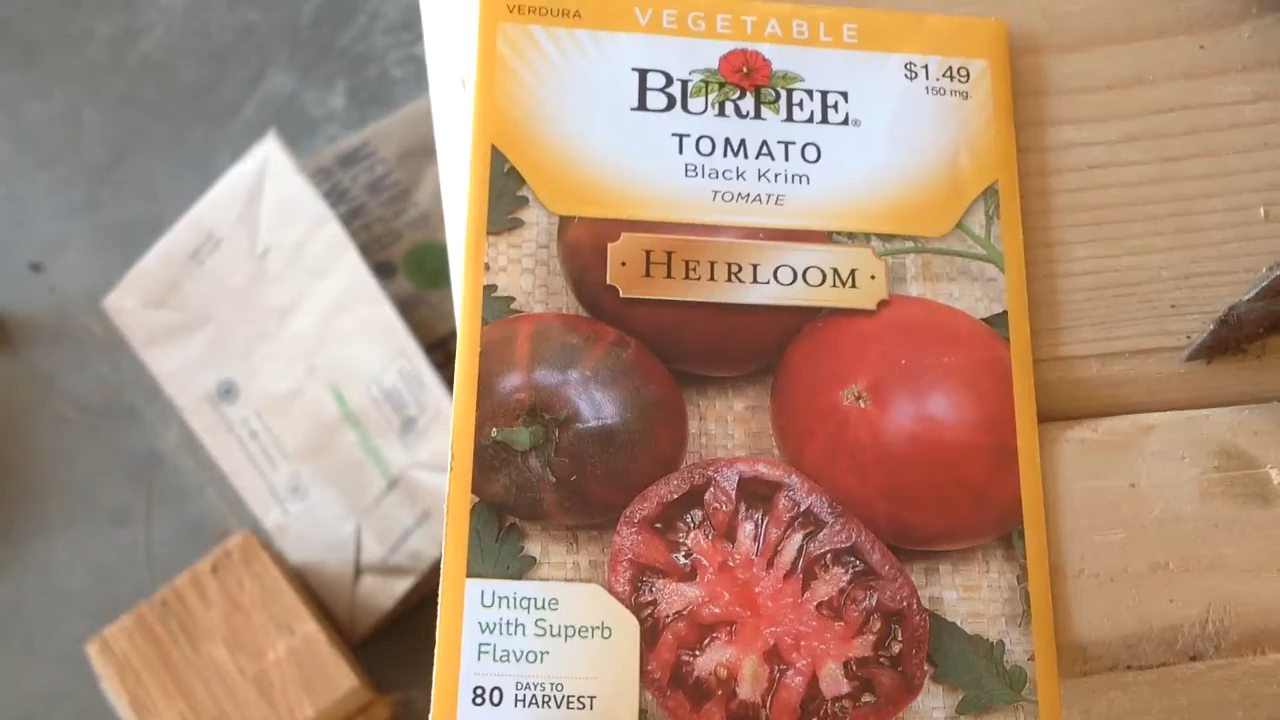 VERDURA
VEGETABLE
BURPEE®
$1.49
150 mg.
TOMATO
Black Krim
TOMATE
· HEIRLOOM ·
Unique
with Superb
Flavor
80 DAYS TO HARVEST